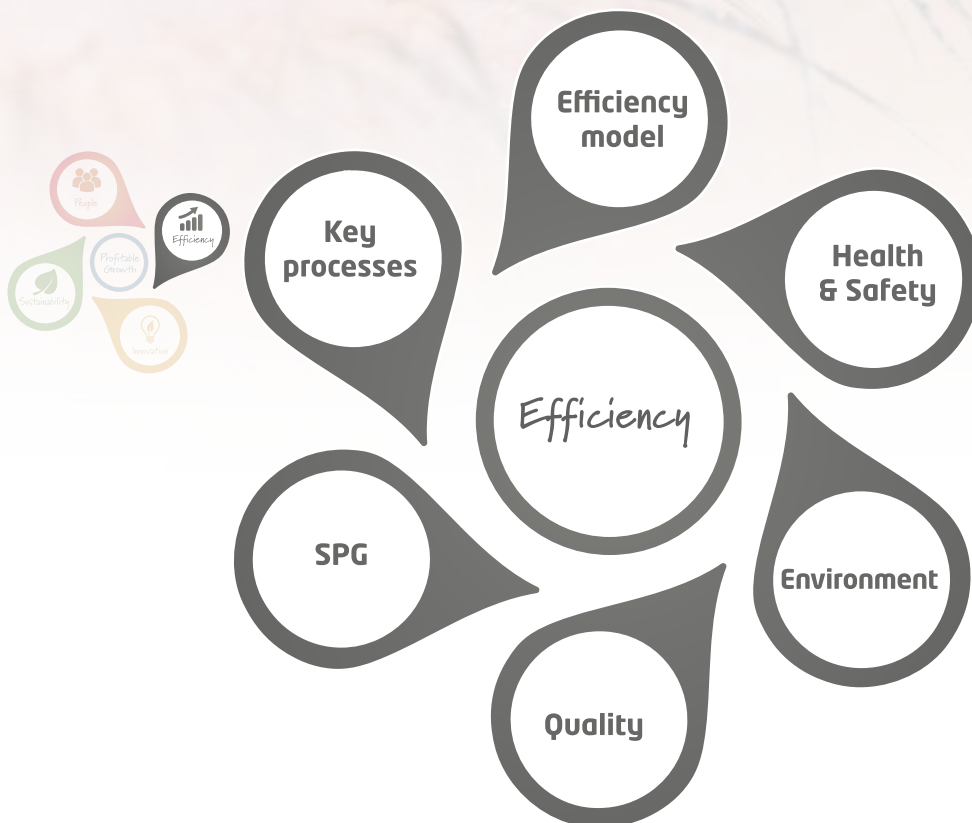 Efficiency
model
Key
processes
Health
& Safety
Efficiency
SPG
Environment
Quality
People
Efficiency
Profitable
Growth
Sustainability
Innovation